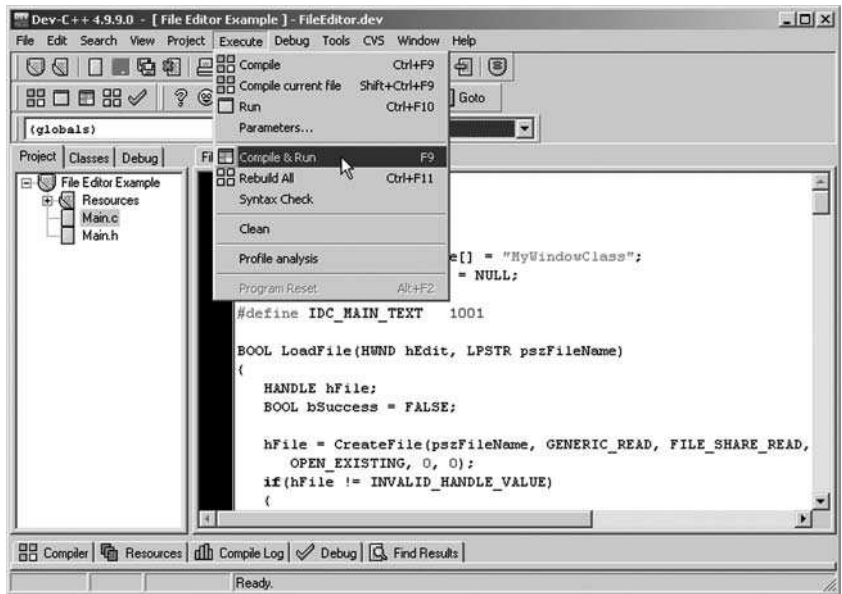 Dev-C++ 4.9.9.0 - [ File Editor Example ] - FileEditor.dev
File Edit Search View Project Execute Debug Tools CVS Window Help
Compile Ctrl+F9
Compile current file Shift+Ctrl+F9
Run Ctrl+F10
Parameters...
Compile & Run F9
Rebuild All Ctrl+F11
Syntax Check
Clean
Profile analysis
Program Reset Alt+F2
Goto
(globals)
Project Classes Debug
File Editor Example
Resources
Main.c
Main.h
e[] = "MyWindowClass";
= NULL;
#define IDC_MAIN_TEXT 1001
BOOL LoadFile(HWND hEdit, LPSTR pszFileName)
{
HANDLE hFile;
BOOL bSuccess = FALSE;
hFile = CreateFile(pszFileName, GENERIC_READ, FILE_SHARE_READ,
OPEN_EXISTING, 0, 0);
if(hFile != INVALID_HANDLE_VALUE)
{
Compiler Resources Compile Log Debug Find Results
Ready.